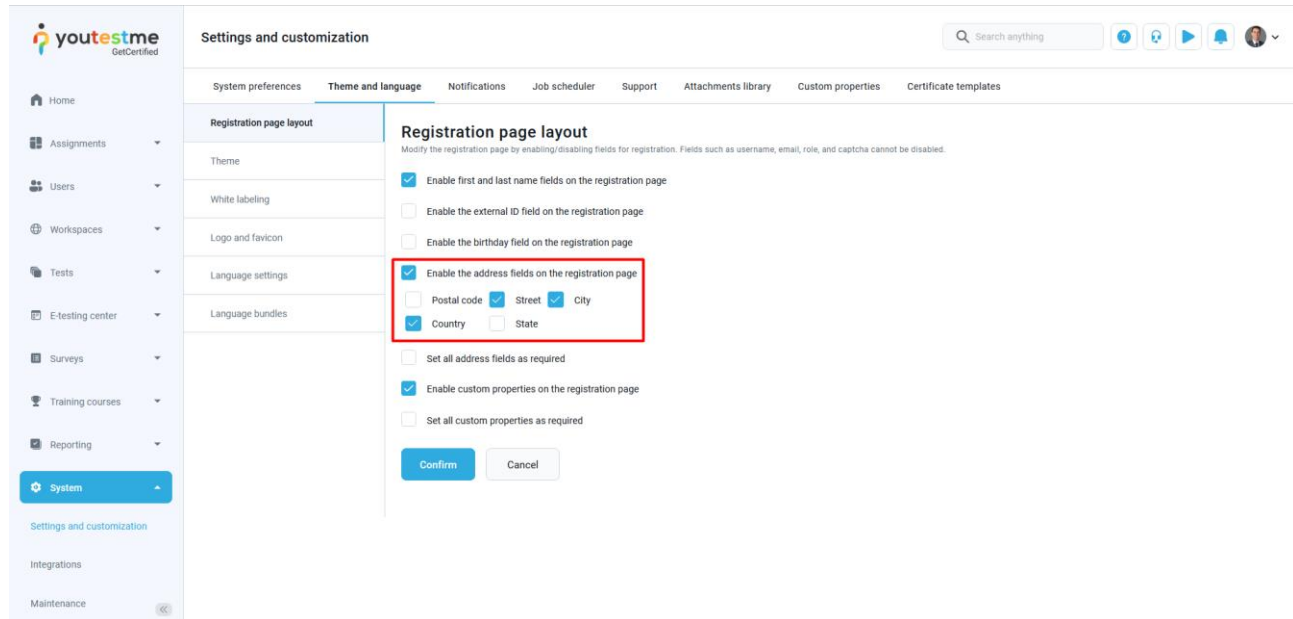 youtestme
GetCertified
Settings and customization
Search anything
Home
Assignments
Users
Workspaces
Tests
E-testing center
Surveys
Training courses
Reporting
System
Settings and customization
Integrations
Maintenance
System preferences Theme and language Notifications Job scheduler Support Attachments library Custom properties Certificate templates
Registration page layout
Theme
White labeling
Logo and favicon
Language settings
Language bundles
Registration page layout
Modify the registration page by enabling/disabling fields for registration. Fields such as username, email, role, and captcha cannot be disabled.
Enable first and last name fields on the registration page
Enable the external ID field on the registration page
Enable the birthday field on the registration page
Enable the address fields on the registration page
Postal code Street City
Country State
Set all address fields as required
Enable custom properties on the registration page
Set all custom properties as required
Confirm Cancel